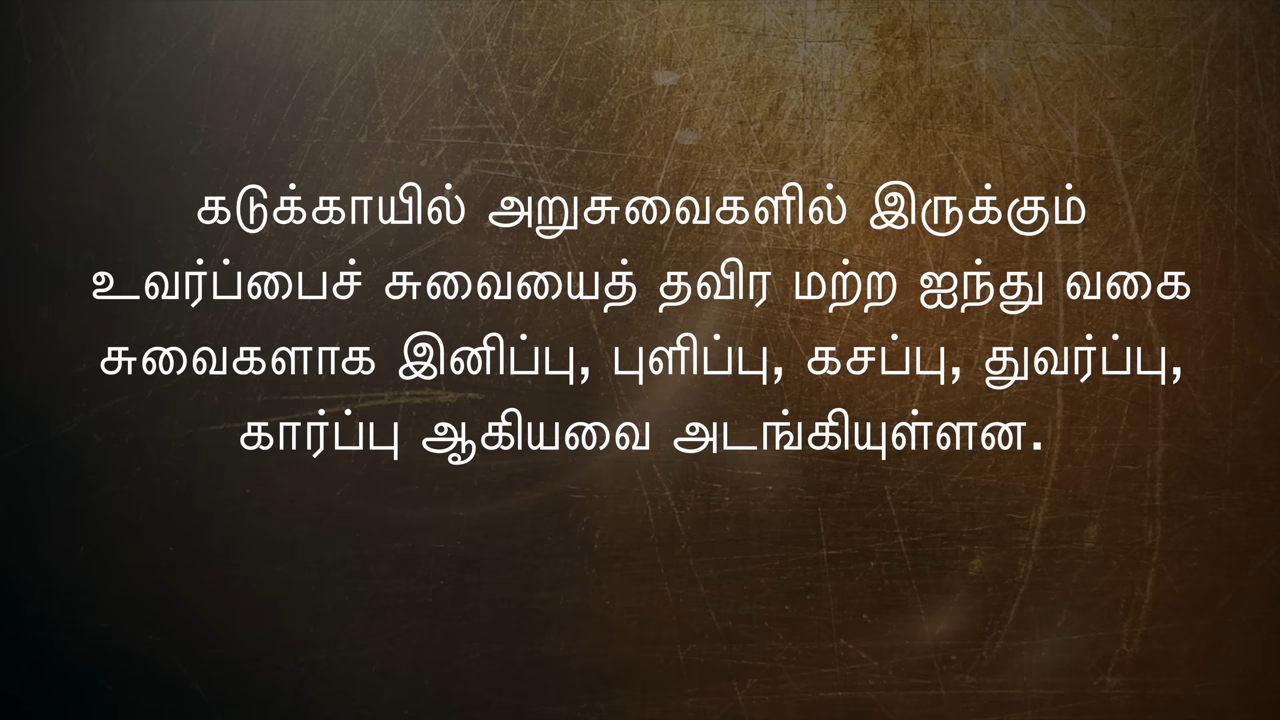 கடுக்காயில் அறுசுவைகளில் இருக்கும்
உவர்ப்பைச் சுவையைத் தவிர மற்ற ஐந்து வகை
சுவைகளாக இனிப்பு, புளிப்பு, கசப்பு, துவர்ப்பு,
கார்ப்பு ஆகியவை அடங்கியுள்ளன.